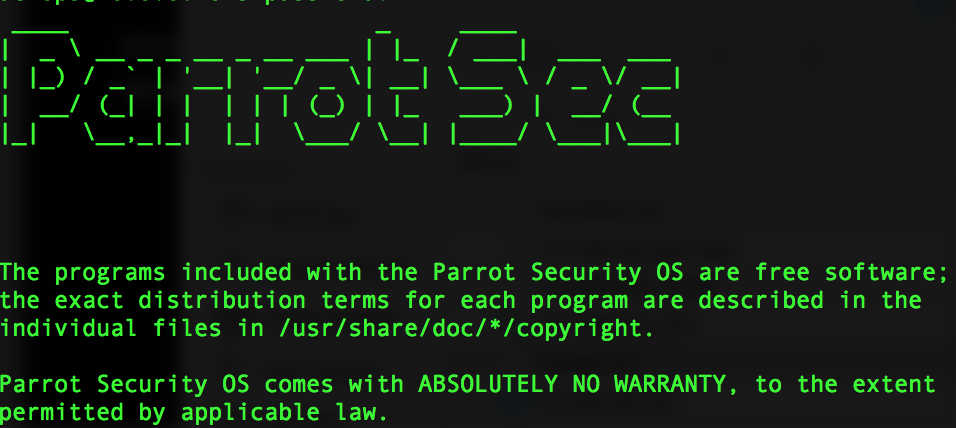 Parrot Sec
The programs included with the Parrot Security OS are free software;
the exact distribution terms for each program are described in the
individual files in /usr/share/doc/*/copyright.
Parrot Security OS comes with ABSOLUTELY NO WARRANTY, to the extent
permitted by applicable law.